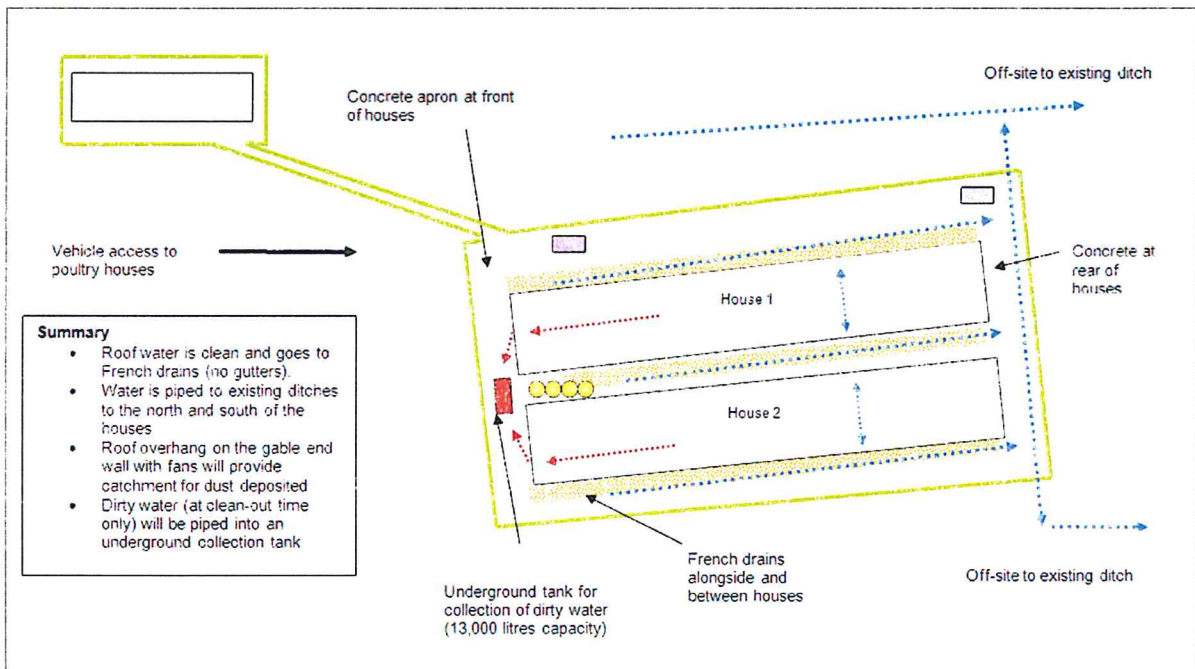 Off-site to existing ditch
Concrete apron at front
of houses
Vehicle access to
poultry houses
Concrete at
rear of
houses
House 1
House 2
Summary
• Roof water is clean and goes to
French drains (no gutters).
• Water is piped to existing ditches
to the north and south of the
houses
• Roof overhang on the gable end
wall with fans will provide
catchment for dust deposited
• Dirty water (at clean-out time
only) will be piped into an
underground collection tank
French drains
alongside and
between houses
Off-site to existing ditch
Underground tank for
collection of dirty water
(13,000 litres capacity)